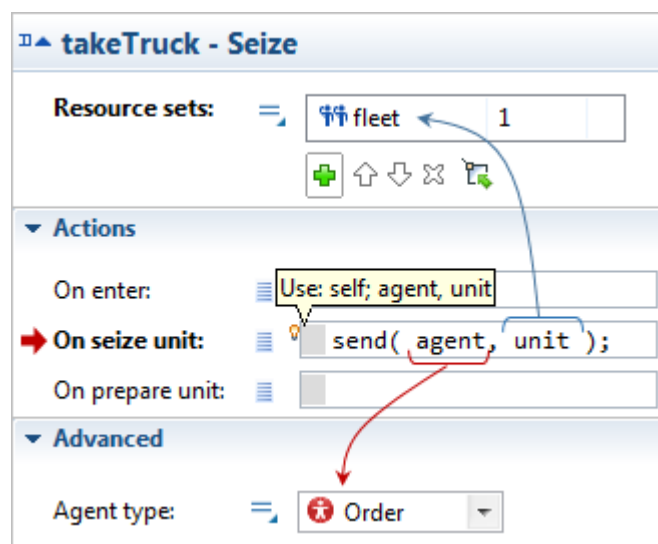 takeTruck - Seize
Resource sets: fleet 1
Actions
On enter: Use: self; agent, unit
On seize unit: send( agent, unit );
On prepare unit:
Advanced
Agent type: Order